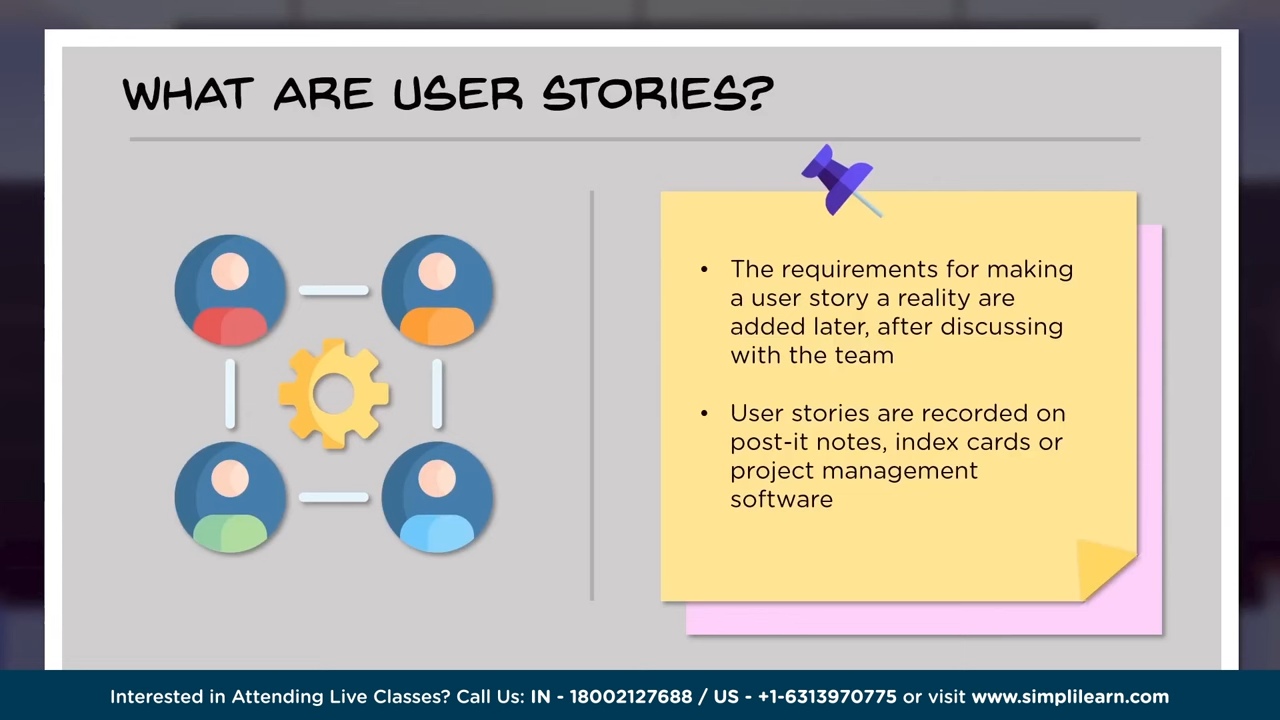 WHAT ARE USER STORIES?
• The requirements for making
a user story a reality are
added later, after discussing
with the team
• User stories are recorded on
post-it notes, index cards or
project management
software
Interested in Attending Live Classes? Call Us: IN - 18002127688 / US - +1-6313970775 or visit www.simplilearn.com